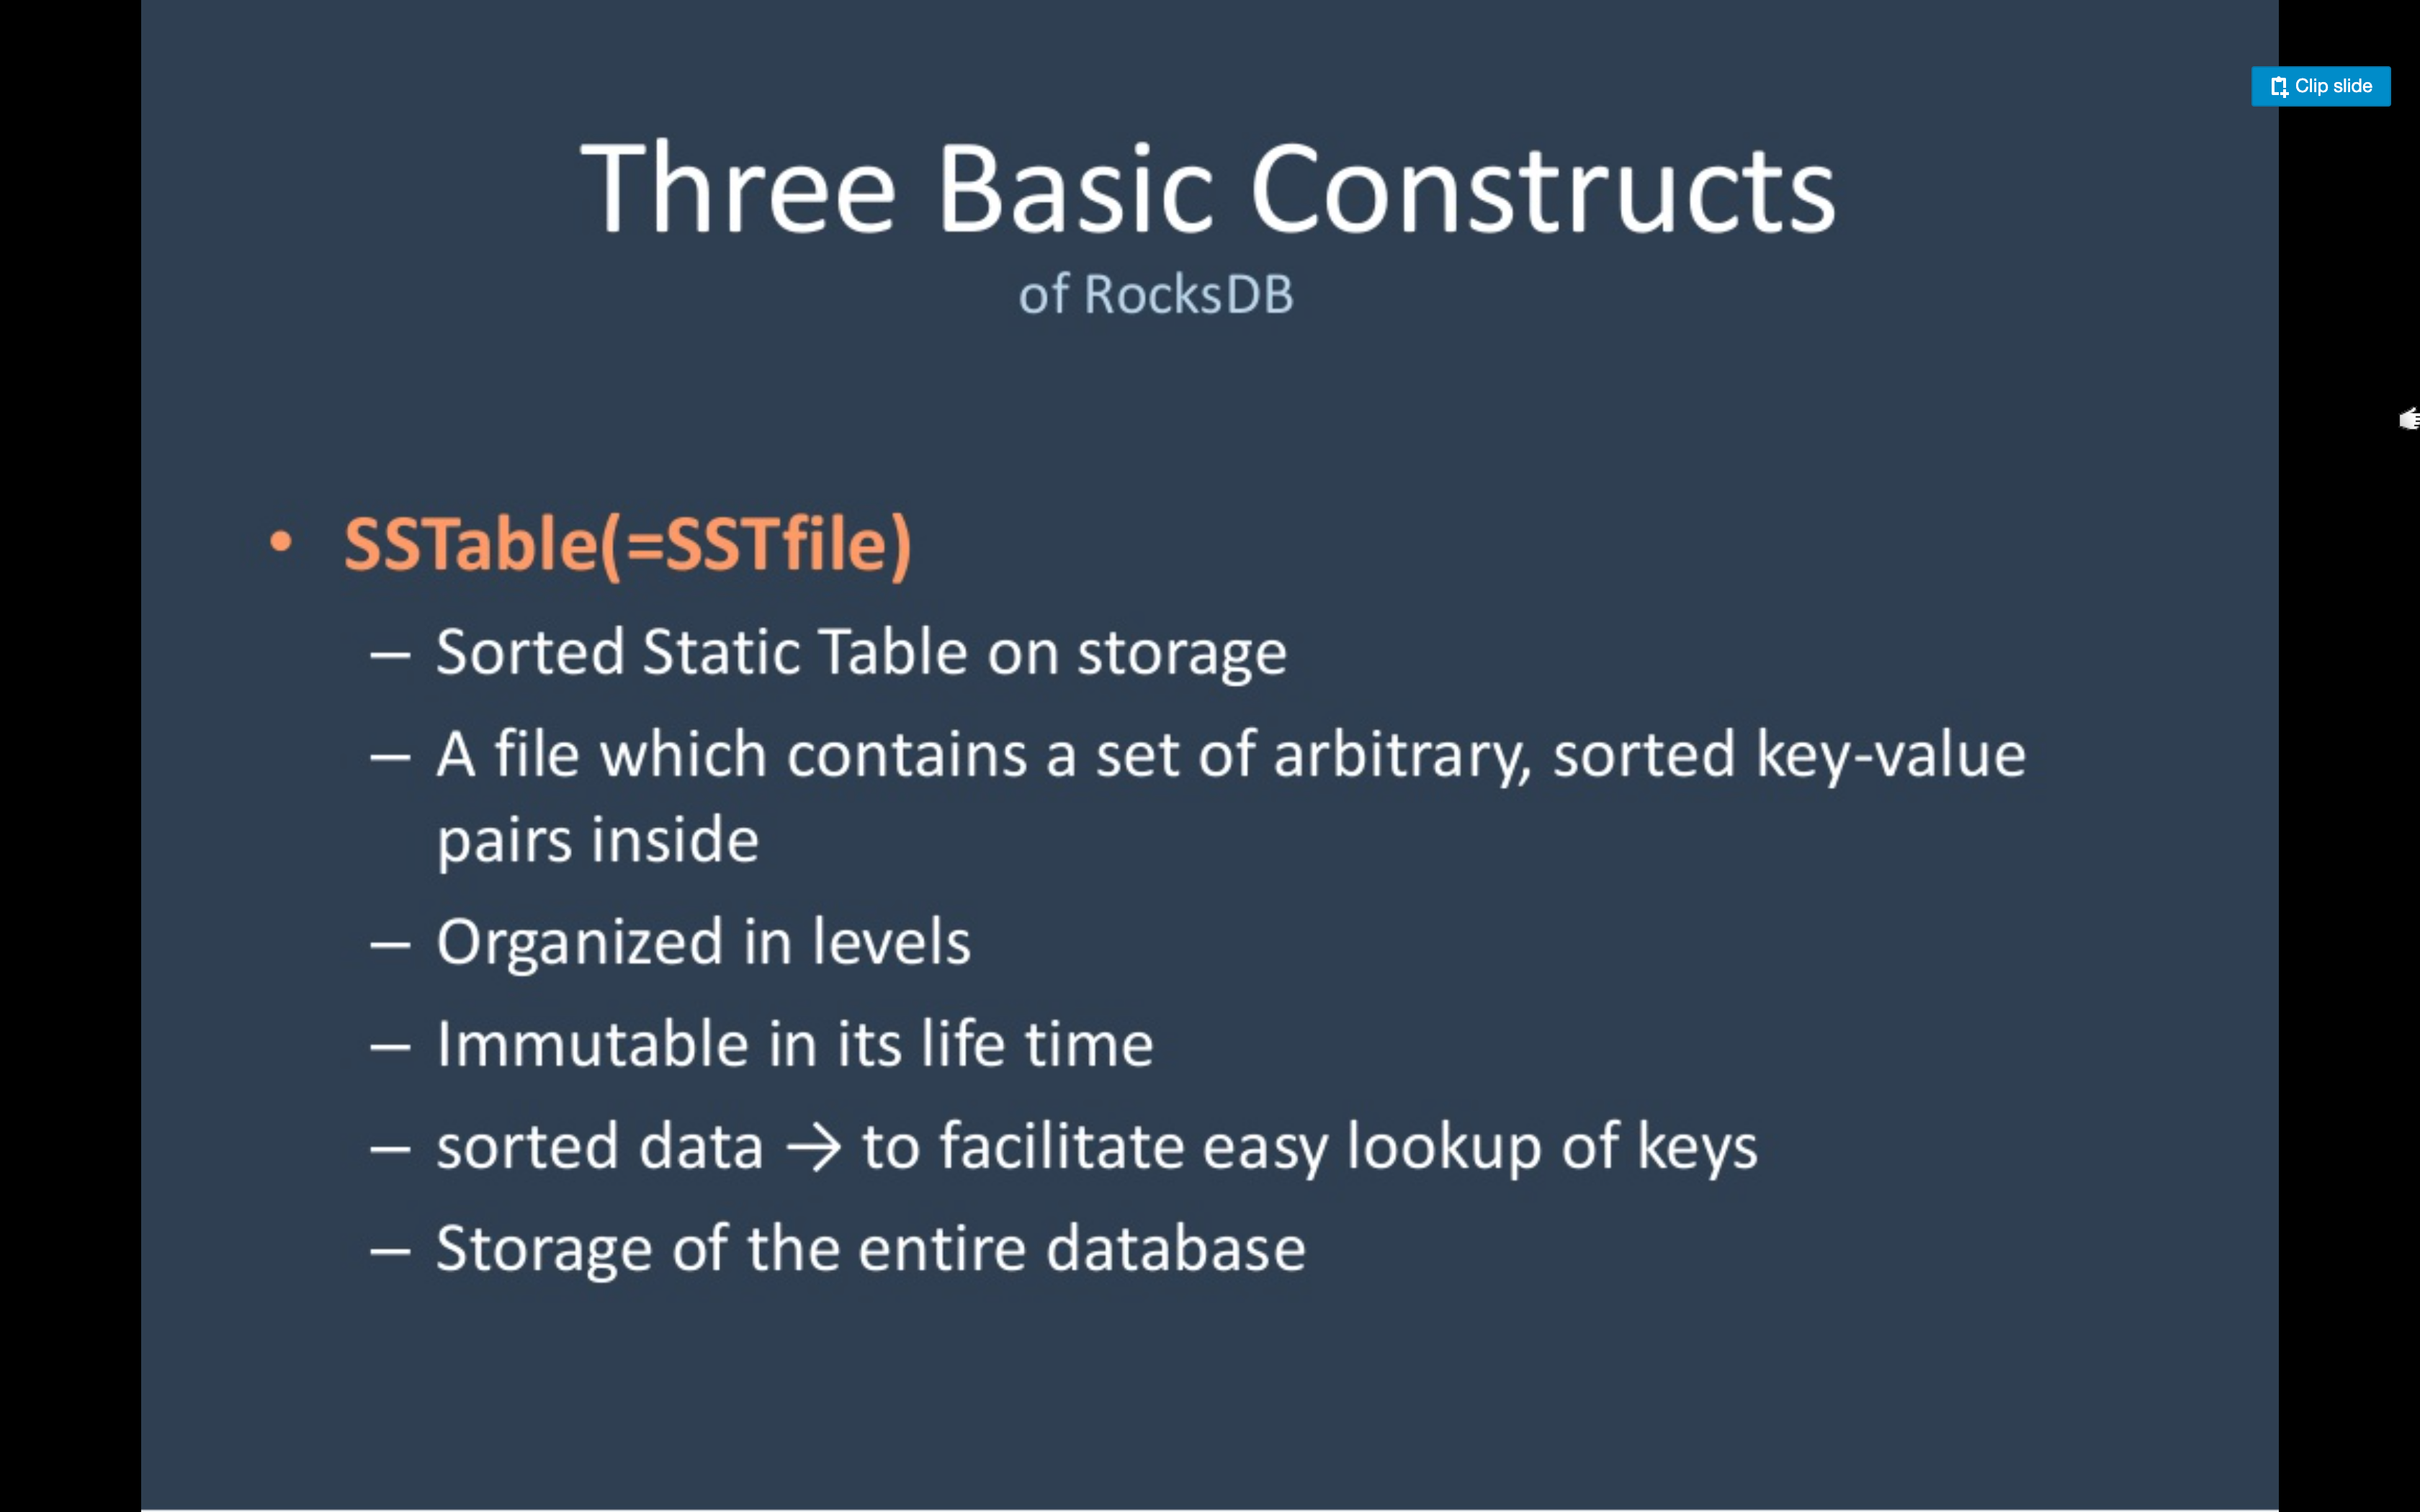 Clip slide
Three Basic Constructs
of RocksDB
• SSTable(=SSTfile)
– Sorted Static Table on storage
– A file which contains a set of arbitrary, sorted key-value
pairs inside
– Organized in levels
– Immutable in its life time
– sorted data → to facilitate easy lookup of keys
– Storage of the entire database